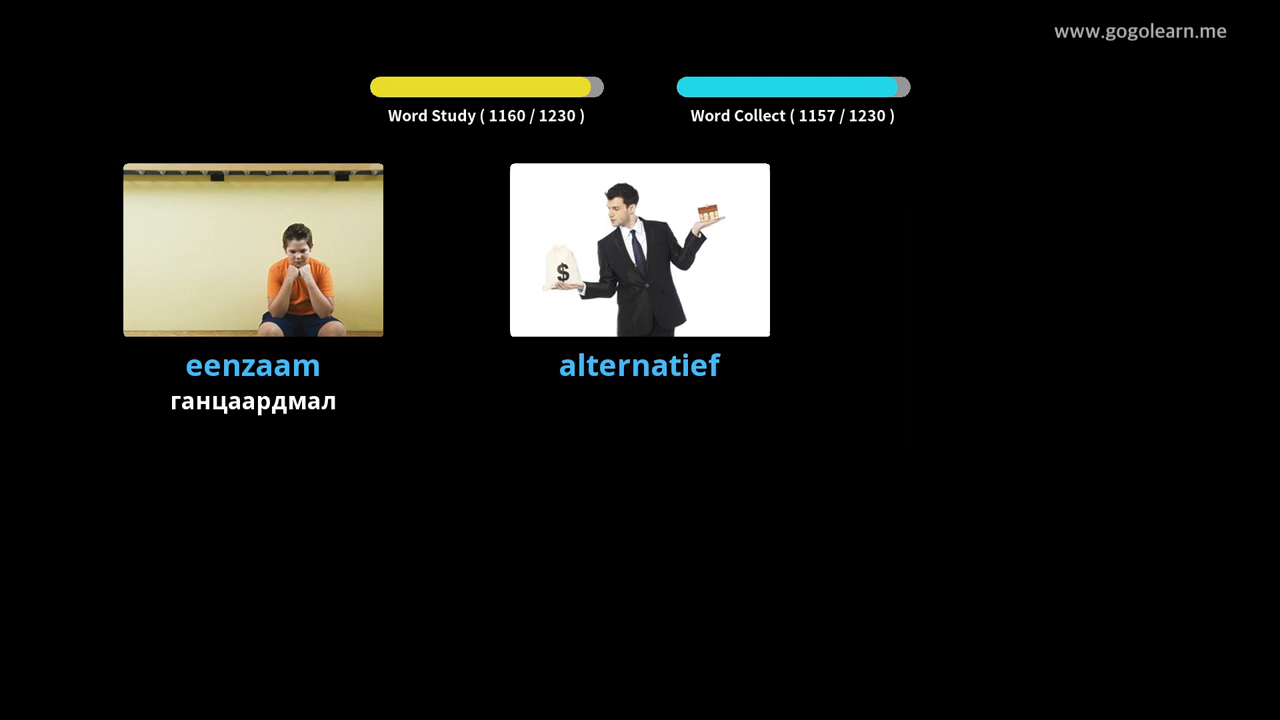 www.gogolearn.me
Word Study ( 1160 / 1230 )
Word Collect ( 1157 / 1230 )
$
eenzaam
alternatief
ганцаардмал